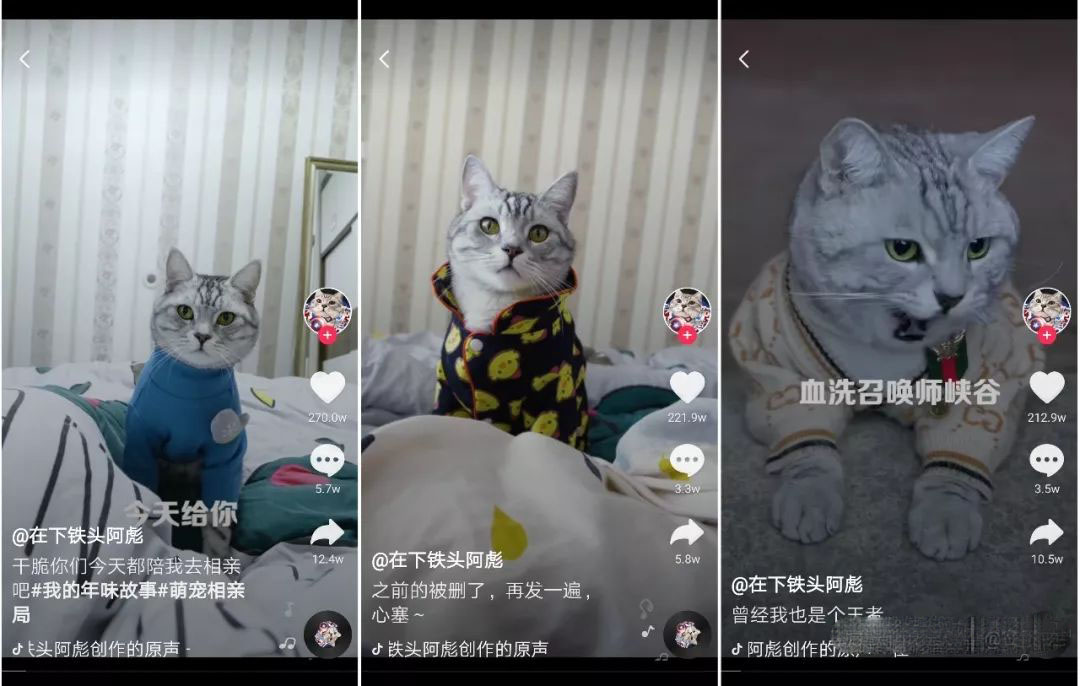 270.0w
5.7w
今天给你
@在下铁头阿彪
12.4w
干脆你们今天都陪我去相亲
吧#我的年味故事#萌宠相亲
局
头阿彪创作的原声 -
221.9w
3.3w
@在下铁头阿彪
5.8w
之前的被删了，再发一遍，
心塞～
铁头阿彪创作的原声
血洗召唤师峡谷
212.9w
3.5w
10.5w
@在下铁头阿彪
曾经我也是个王者
阿彪创作的原